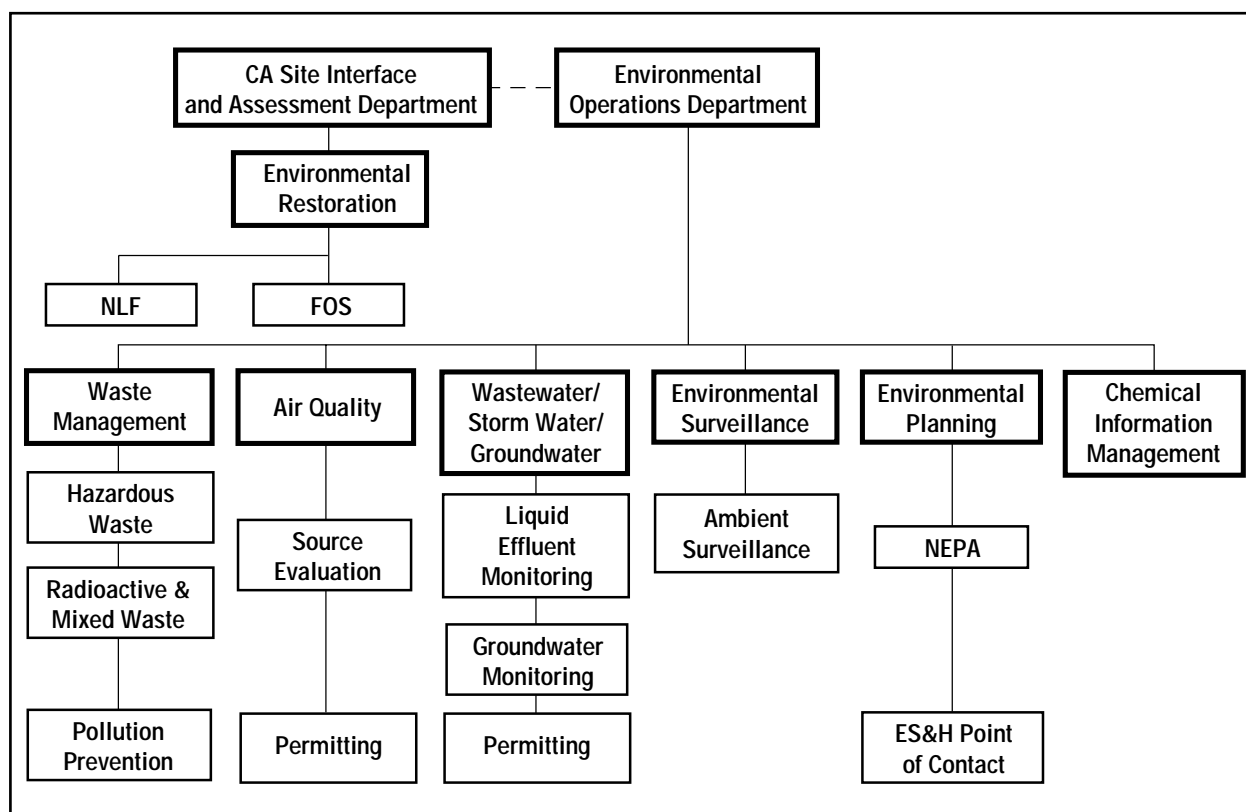 CA Site Interface
and Assessment Department
Environmental
Operations Department
Environmental
Restoration
NLF
FOS
Waste
Management
Air Quality
Wastewater/
Storm Water/
Groundwater
Environmental
Surveillance
Environmental
Planning
Chemical
Information
Management
Hazardous
Waste
Source
Evaluation
Liquid
Effluent
Monitoring
Ambient
Surveillance
NEPA
Radioactive &
Mixed Waste
Groundwater
Monitoring
Pollution
Prevention
Permitting
Permitting
ES&H Point
of Contact